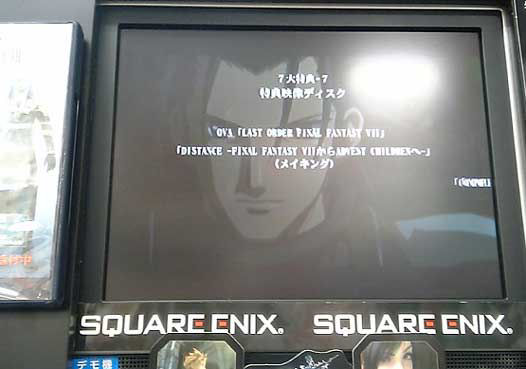 7大特典-7
特典映像ディスク
OVA「LAST ORDER FINAL FANTASY VII」
「DISTANCE -FINAL FANTASY VIIからADVENT CHILDRENへ-」
(メイキング)
SQUARE ENIX. SQUARE ENIX.
デモ機